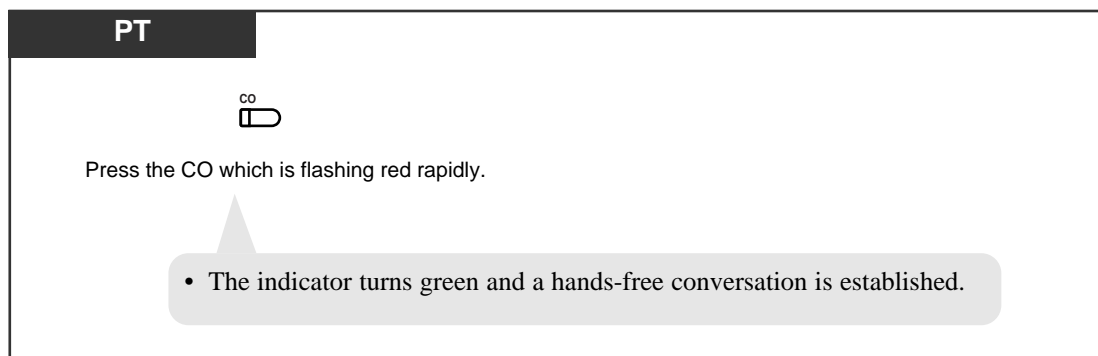 PT
CO
Press the CO which is flashing red rapidly.
• The indicator turns green and a hands-free conversation is established.